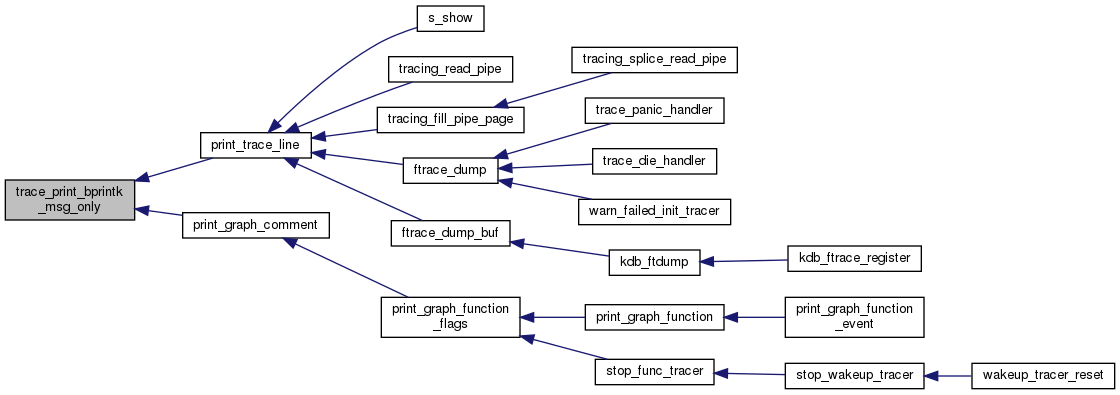 s_show
tracing_read_pipe
tracing_splice_read_pipe
tracing_fill_pipe_page
trace_panic_handler
print_trace_line
ftrace_dump
trace_die_handler
trace_print_bprintk
_msg_only
warn_failed_init_tracer
print_graph_comment
ftrace_dump_buf
kdb_ftdump
kdb_ftrace_register
print_graph_function
_flags
print_graph_function
print_graph_function
_event
stop_func_tracer
stop_wakeup_tracer
wakeup_tracer_reset